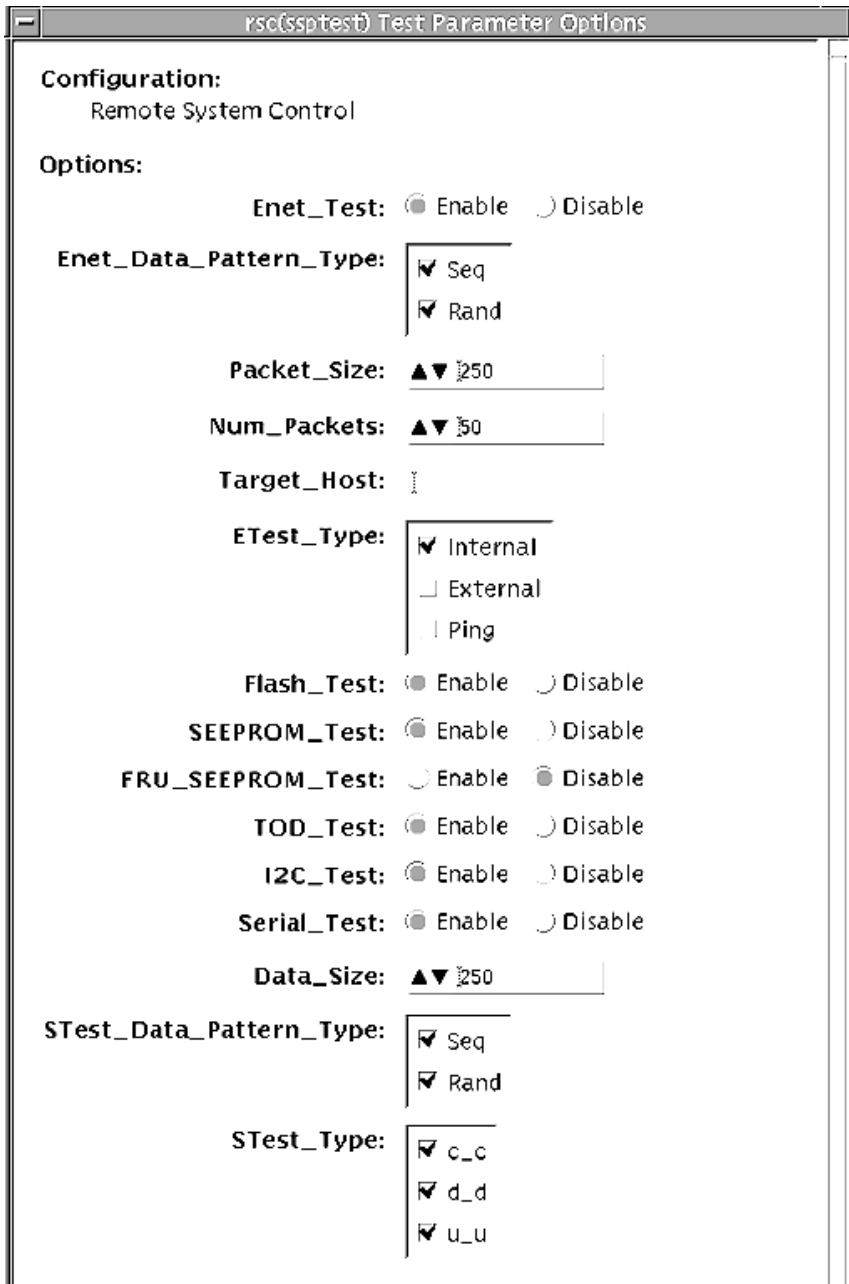 rsc(ssptest) Test Parameter Options
Configuration:
Remote System Control
Options:
Enet_Test: Enable Disable
Enet_Data_Pattern_Type: Seq
Rand
Packet_Size: 250
Num_Packets: 50
Target_Host:
ETest_Type: Internal
External
Ping
Flash_Test: Enable Disable
SEEPROM_Test: Enable Disable
FRU_SEEPROM_Test: Enable Disable
TOD_Test: Enable Disable
I2C_Test: Enable Disable
Serial_Test: Enable Disable
Data_Size: 250
STest_Data_Pattern_Type: Seq
Rand
STest_Type: c_c
d_d
u_u